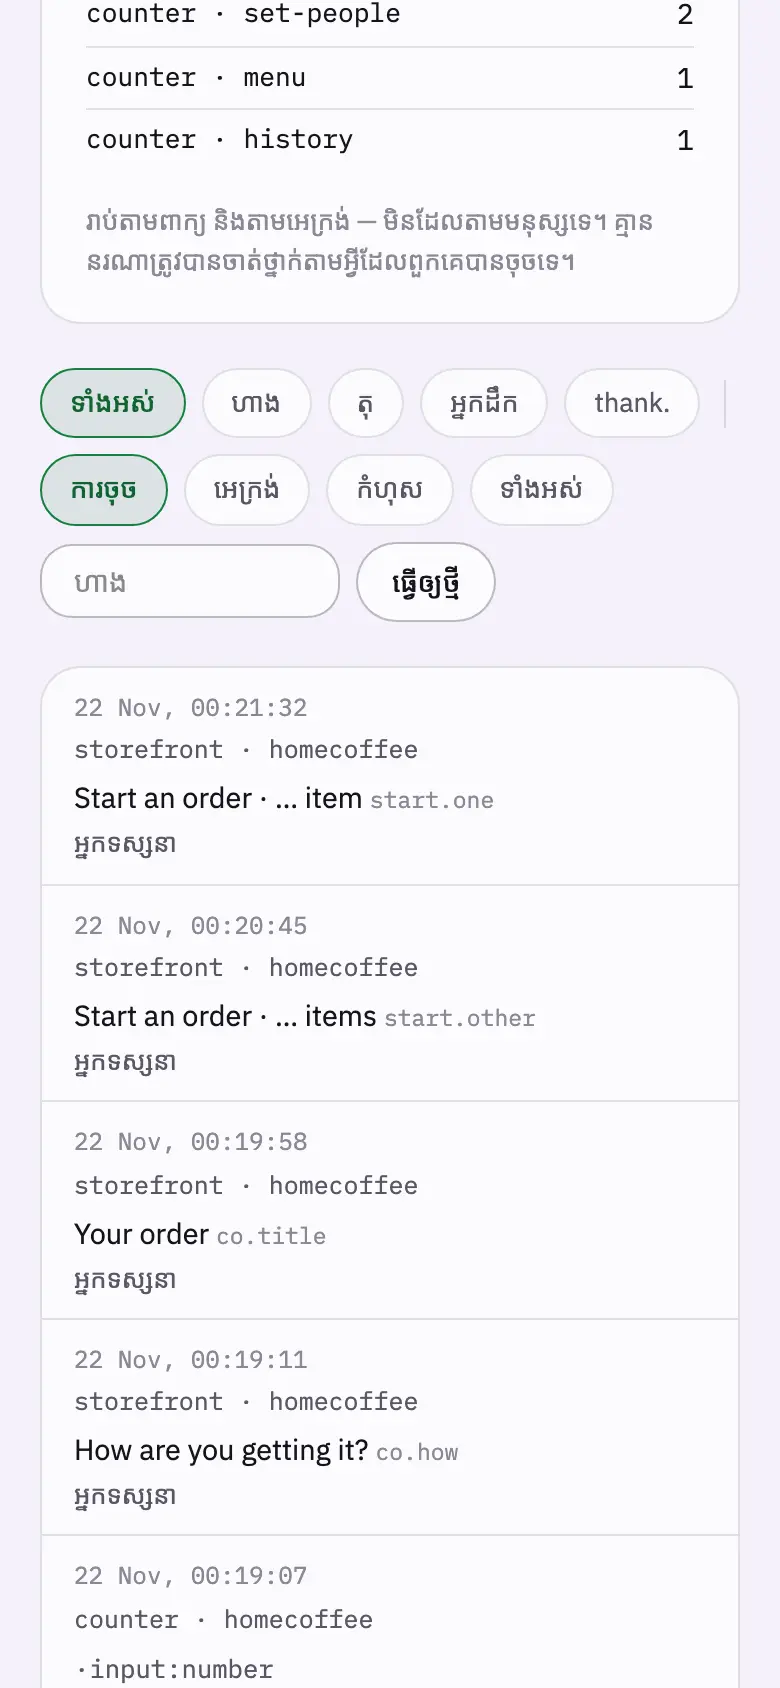 counter · set-people 2
counter · menu 1
counter · history 1
រាប់តាមពាក្យ និងតាមអេក្រង់ — មិនដែលតាមមនុស្សទេ។ គ្មាន
នរណាត្រូវបានចាត់ថ្នាក់តាមអ្វីដែលពួកគេបានចុចទេ។
ទាំងអស់ ហាង តុ អ្នកដឹក thank.
ការចុច អេក្រង់ កំហុស ទាំងអស់
ហាង ធ្វើឲ្យថ្មី
22 Nov, 00:21:32
storefront · homecoffee
Start an order · ... item start.one
អ្នកទស្សនា
22 Nov, 00:20:45
storefront · homecoffee
Start an order · ... items start.other
អ្នកទស្សនា
22 Nov, 00:19:58
storefront · homecoffee
Your order co.title
អ្នកទស្សនា
22 Nov, 00:19:11
storefront · homecoffee
How are you getting it? co.how
អ្នកទស្សនា
22 Nov, 00:19:07
counter · homecoffee
·input:number